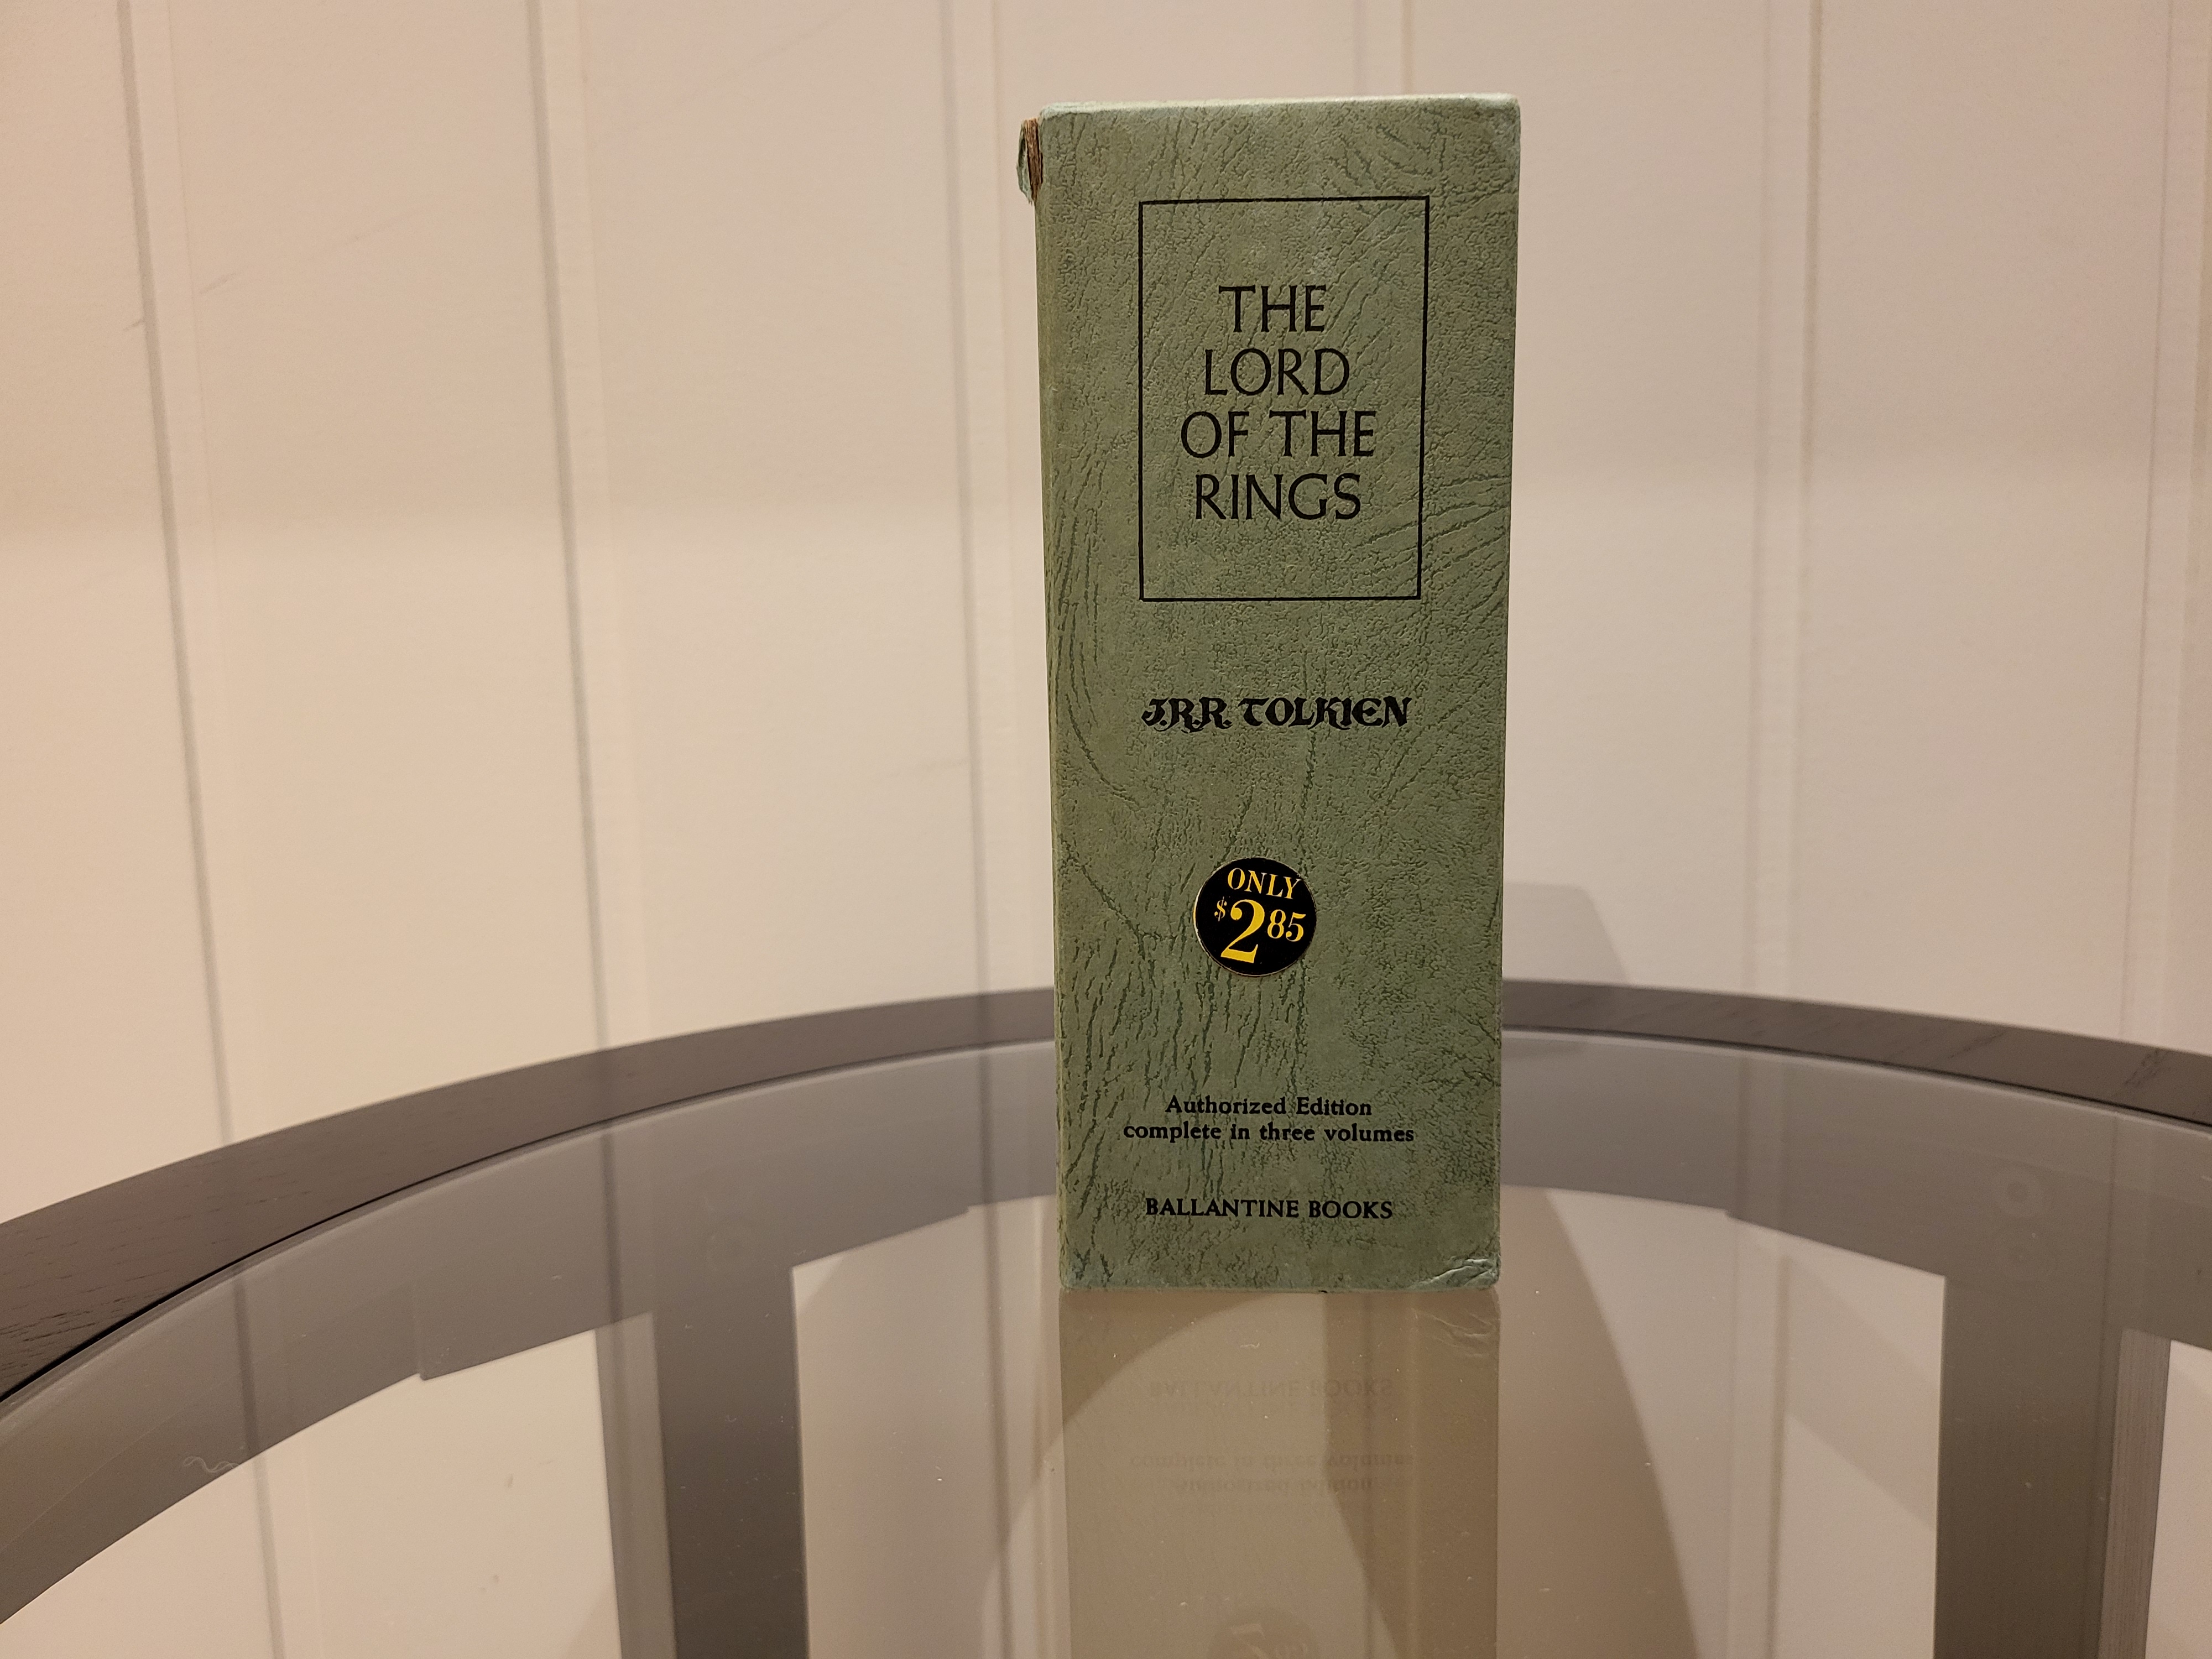 THE
LORD
OF THE
RINGS
J.R.R. TOLKIEN
ONLY
$2 85
Authorized Edition
complete in three volumes
BALLANTINE BOOKS